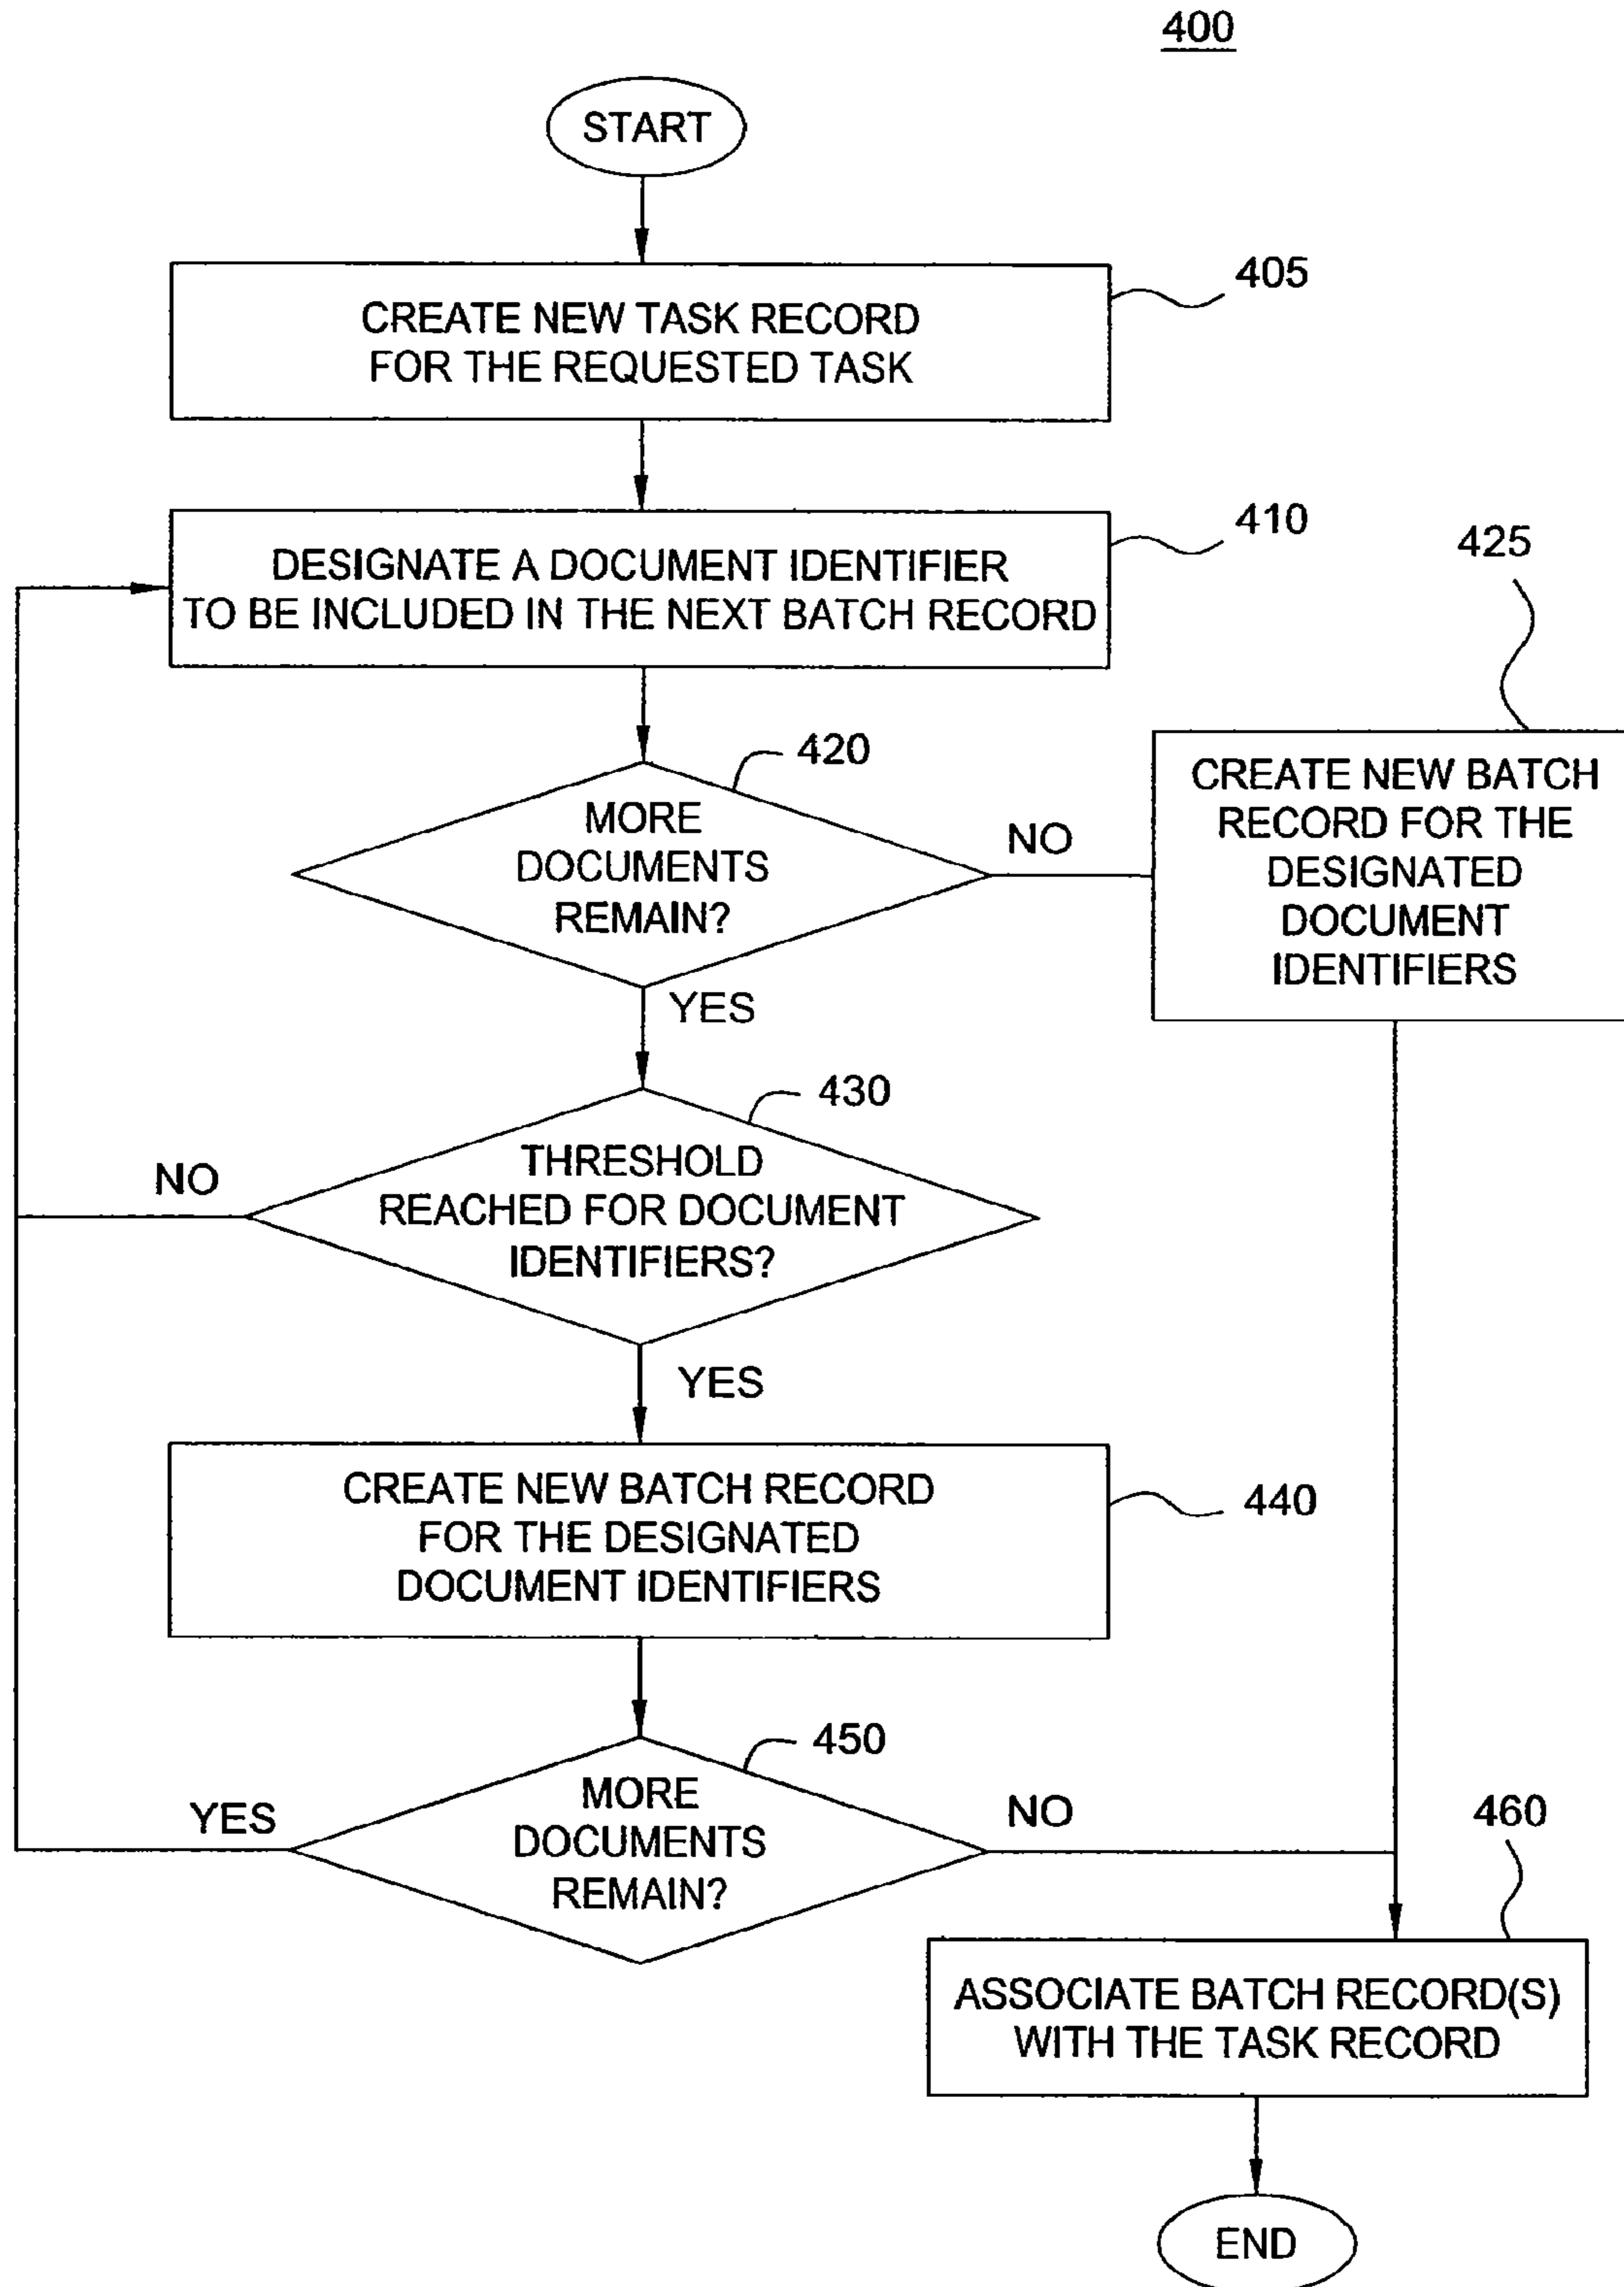 400
START
405
CREATE NEW TASK RECORD
FOR THE REQUESTED TASK
410
DESIGNATE A DOCUMENT IDENTIFIER
TO BE INCLUDED IN THE NEXT BATCH RECORD
425
420
MORE
DOCUMENTS
REMAIN?
NO
CREATE NEW BATCH
RECORD FOR THE
DESIGNATED
DOCUMENT
IDENTIFIERS
YES
430
THRESHOLD
REACHED FOR DOCUMENT
IDENTIFIERS?
NO
YES
CREATE NEW BATCH RECORD
FOR THE DESIGNATED
DOCUMENT IDENTIFIERS
440
450
MORE
DOCUMENTS
REMAIN?
YES
NO
460
ASSOCIATE BATCH RECORD(S)
WITH THE TASK RECORD
END